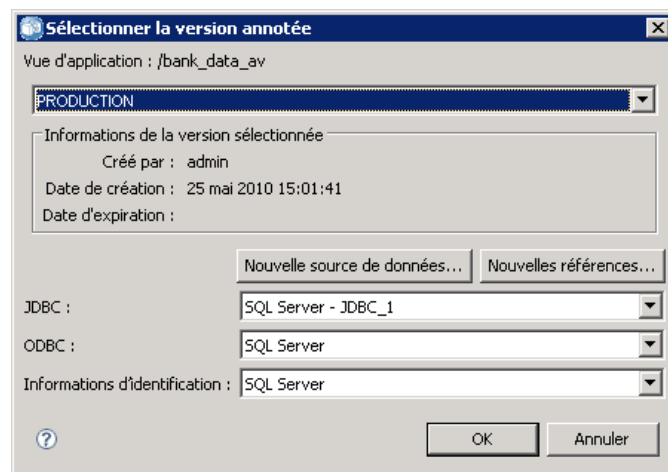 Sélectionner la version annotée
Vue d'application : /bank_data_av
PRODUCTION
Informations de la version sélectionnée
Créé par : admin
Date de création : 25 mai 2010 15:01:41
Date d'expiration :
Nouvelle source de données... Nouvelles références...
JDBC : SQL Server - JDBC_1
ODBC : SQL Server
Informations d'identification : SQL Server
? OK Annuler